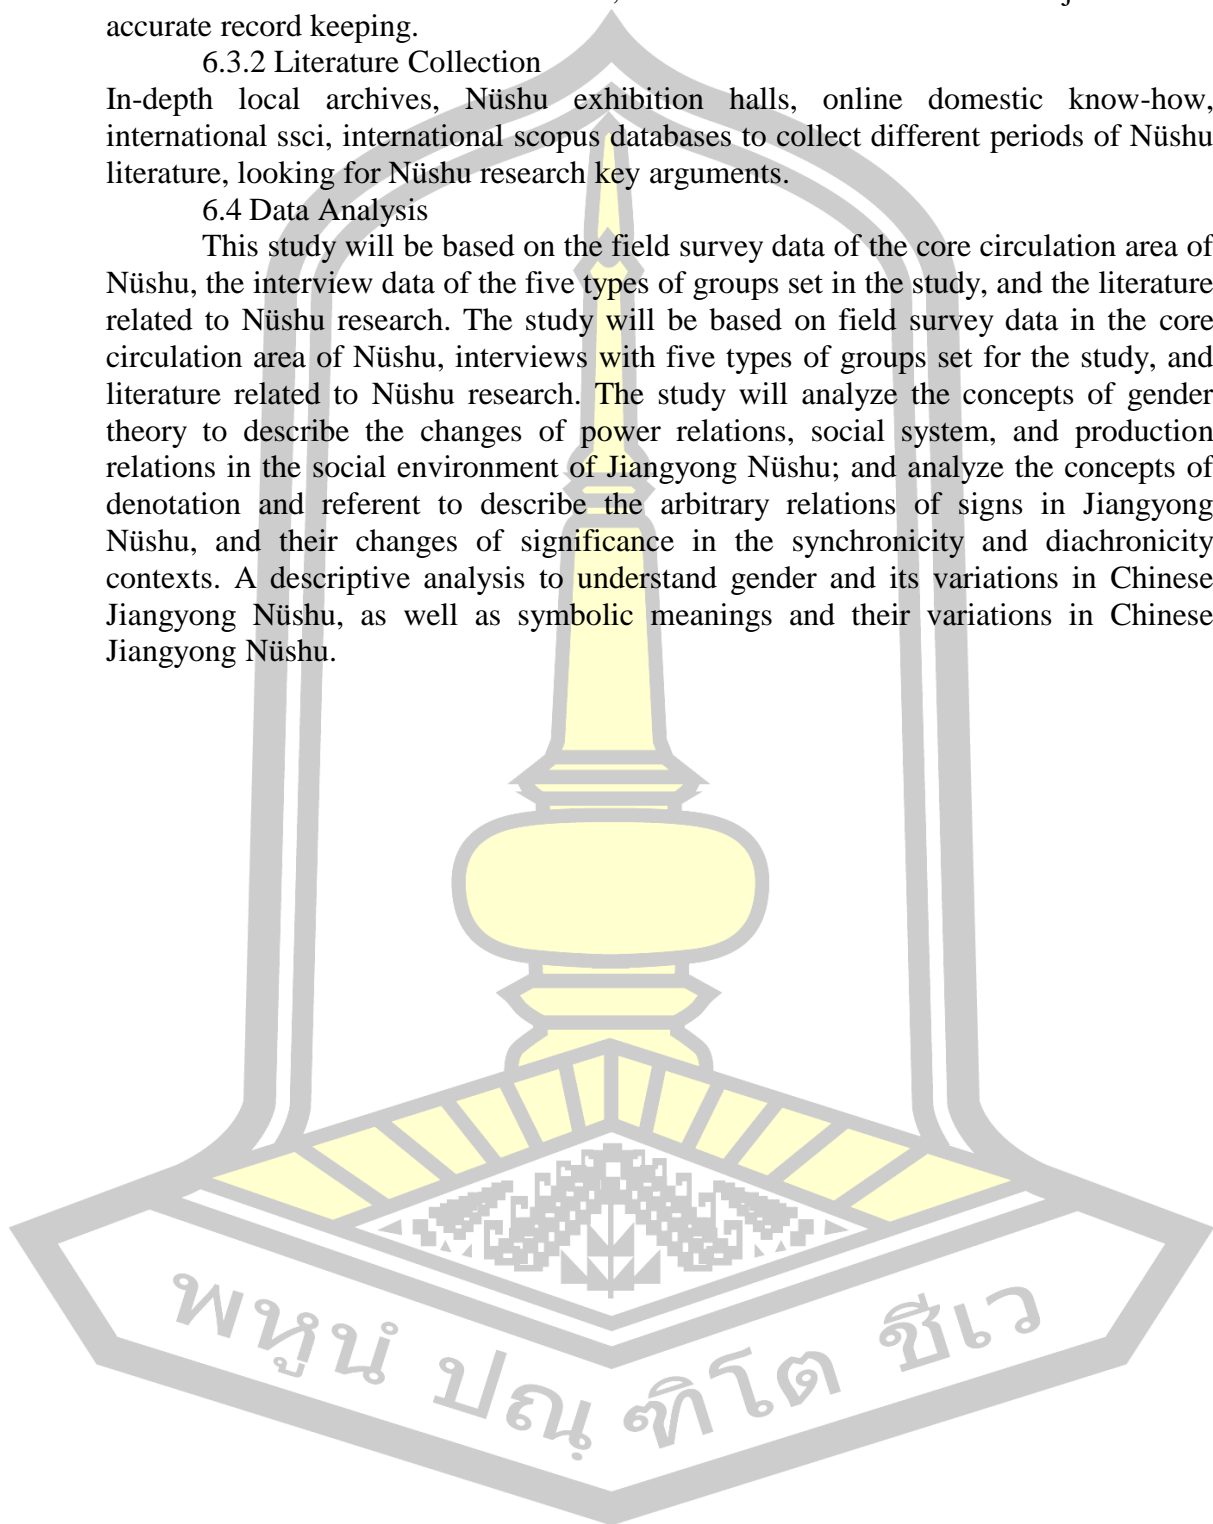 accurate record keeping.
6.3.2 Literature Collection
In-depth local archives, Nüshu exhibition halls, online domestic know-how,
international ssci, international scopus databases to collect different periods of Nüshu
literature, looking for Nüshu research key arguments.
6.4 Data Analysis
This study will be based on the field survey data of the core circulation area of
Nüshu, the interview data of the five types of groups set in the study, and the literature
related to Nüshu research. The study will be based on field survey data in the core
circulation area of Nüshu, interviews with five types of groups set for the study, and
literature related to Nüshu research. The study will analyze the concepts of gender
theory to describe the changes of power relations, social system, and production
relations in the social environment of Jiangyong Nüshu; and analyze the concepts of
denotation and referent to describe the arbitrary relations of signs in Jiangyong
Nüshu, and their changes of significance in the synchronicity and diachronicity
contexts. A descriptive analysis to understand gender and its variations in Chinese
Jiangyong Nüshu, as well as symbolic meanings and their variations in Chinese
Jiangyong Nüshu.
พหูนํ ปณฺฑิโต ชีเว